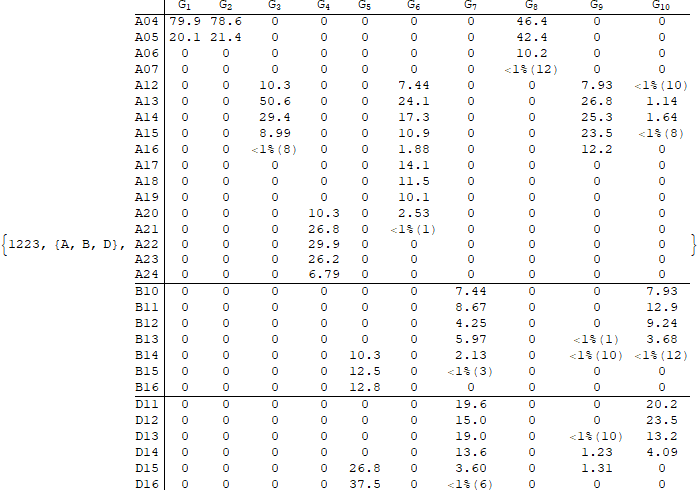 G1 G2 G3 G4 G5 G6 G7 G8 G9 G10
A04 79.9 78.6 0 0 0 0 0 46.4 0 0
A05 20.1 21.4 0 0 0 0 0 42.4 0 0
A06 0 0 0 0 0 0 0 10.2 0 0
A07 0 0 0 0 0 0 0 <1%(12) 0 0
A12 0 0 10.3 0 0 7.44 0 0 7.93 <1%(10)
A13 0 0 50.6 0 0 24.1 0 0 26.8 1.14
A14 0 0 29.4 0 0 17.3 0 0 25.3 1.64
A15 0 0 8.99 0 0 10.9 0 0 23.5 <1%(8)
A16 0 0 <1%(8) 0 0 1.88 0 0 12.2 0
A17 0 0 0 0 0 14.1 0 0 0 0
A18 0 0 0 0 0 11.5 0 0 0 0
A19 0 0 0 0 0 10.1 0 0 0 0
A20 0 0 0 10.3 0 2.53 0 0 0 0
A21 0 0 0 26.8 0 <1%(1) 0 0 0 0
{1223, {A, B, D}, A22 0 0 0 29.9 0 0 0 0 0 0 }
A23 0 0 0 26.2 0 0 0 0 0 0
A24 0 0 0 6.79 0 0 0 0 0 0
B10 0 0 0 0 0 0 7.44 0 0 7.93
B11 0 0 0 0 0 0 8.67 0 0 12.9
B12 0 0 0 0 0 0 4.25 0 0 9.24
B13 0 0 0 0 0 0 5.97 0 <1%(1) 3.68
B14 0 0 0 0 10.3 0 2.13 0 <1%(10) <1%(12)
B15 0 0 0 0 12.5 0 <1%(3) 0 0 0
B16 0 0 0 0 12.8 0 0 0 0 0
D11 0 0 0 0 0 0 19.6 0 0 20.2
D12 0 0 0 0 0 0 15.0 0 0 23.5
D13 0 0 0 0 0 0 19.0 0 <1%(10) 13.2
D14 0 0 0 0 0 0 13.6 0 1.23 4.09
D15 0 0 0 0 26.8 0 3.60 0 1.31 0
D16 0 0 0 0 37.5 0 <1%(6) 0 0 0